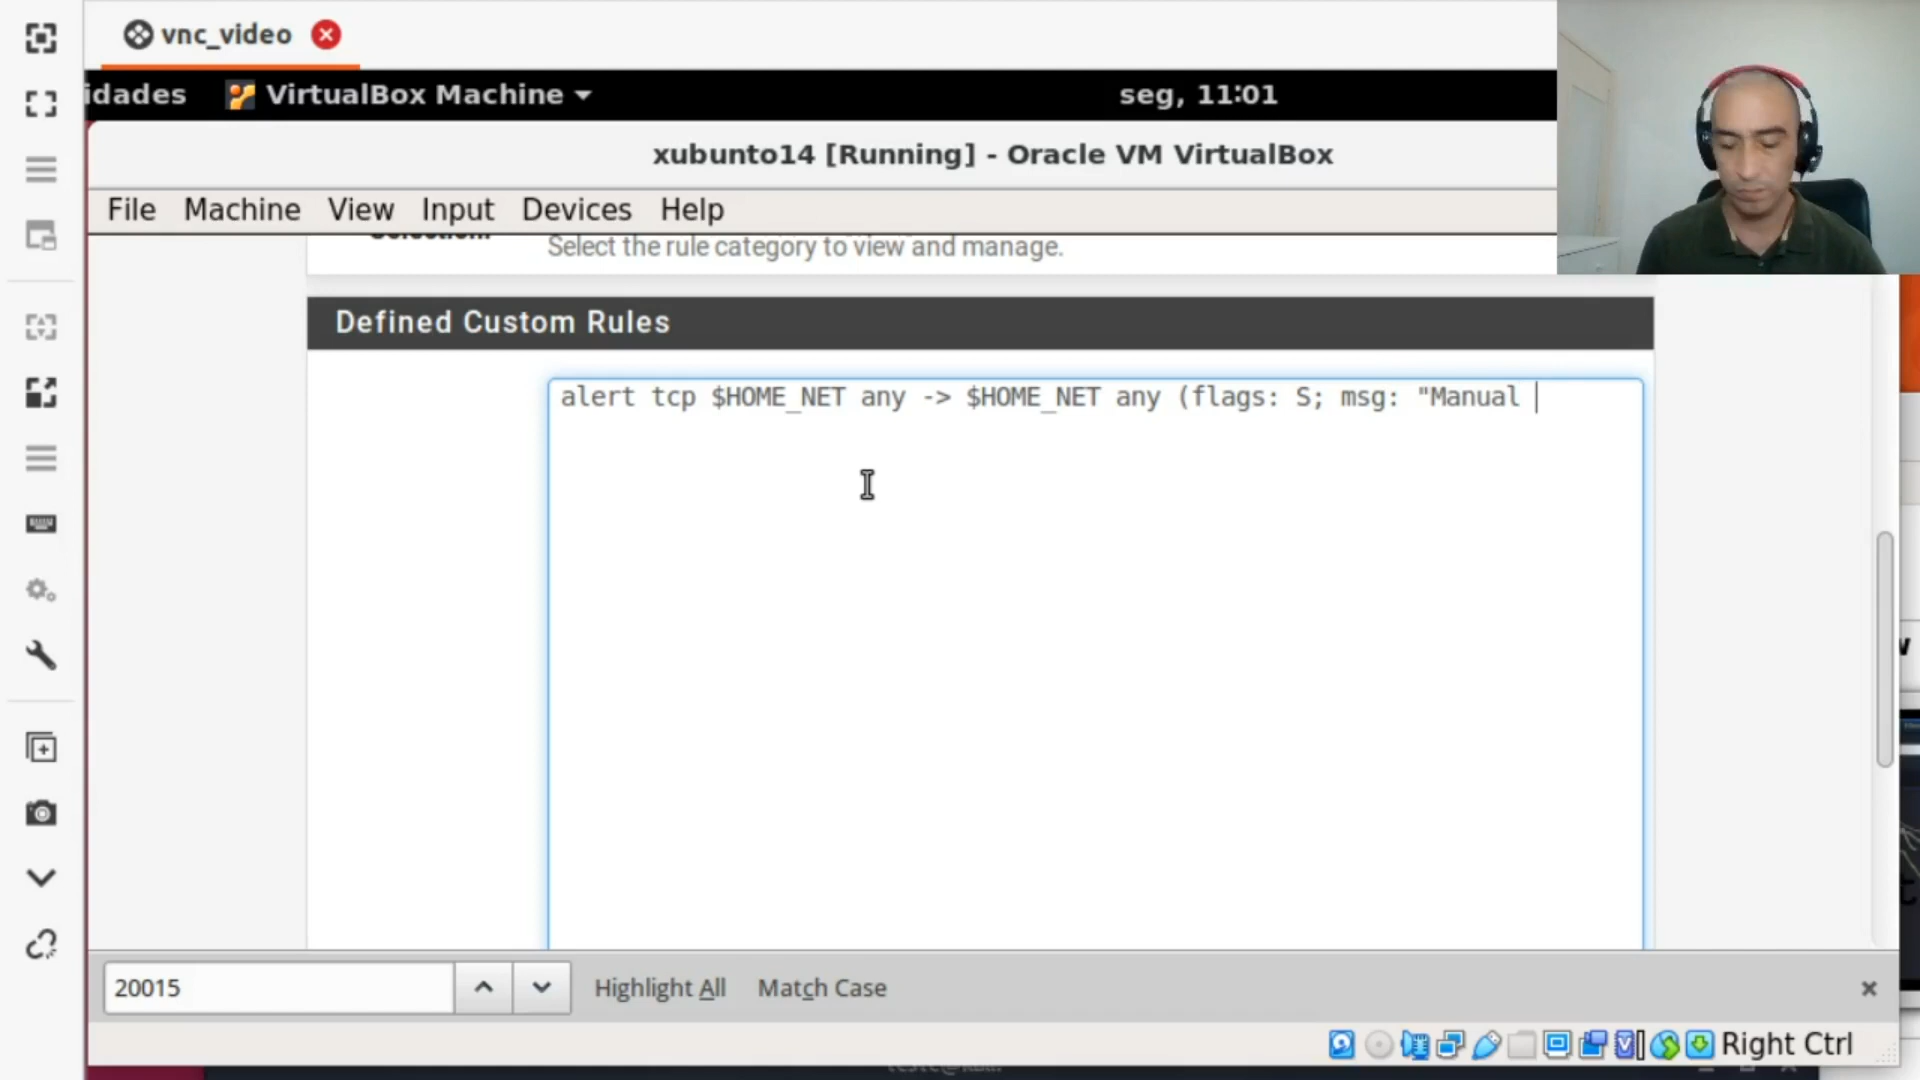 vnc_video
idades VirtualBox Machine seg, 11:01
xubunto14 [Running] - Oracle VM VirtualBox
File Machine View Input Devices Help
Select the rule category to view and manage.
Defined Custom Rules
alert tcp $HOME_NET any -> $HOME_NET any (flags: S; msg: "Manual
20015 Highlight All Match Case
Right Ctrl